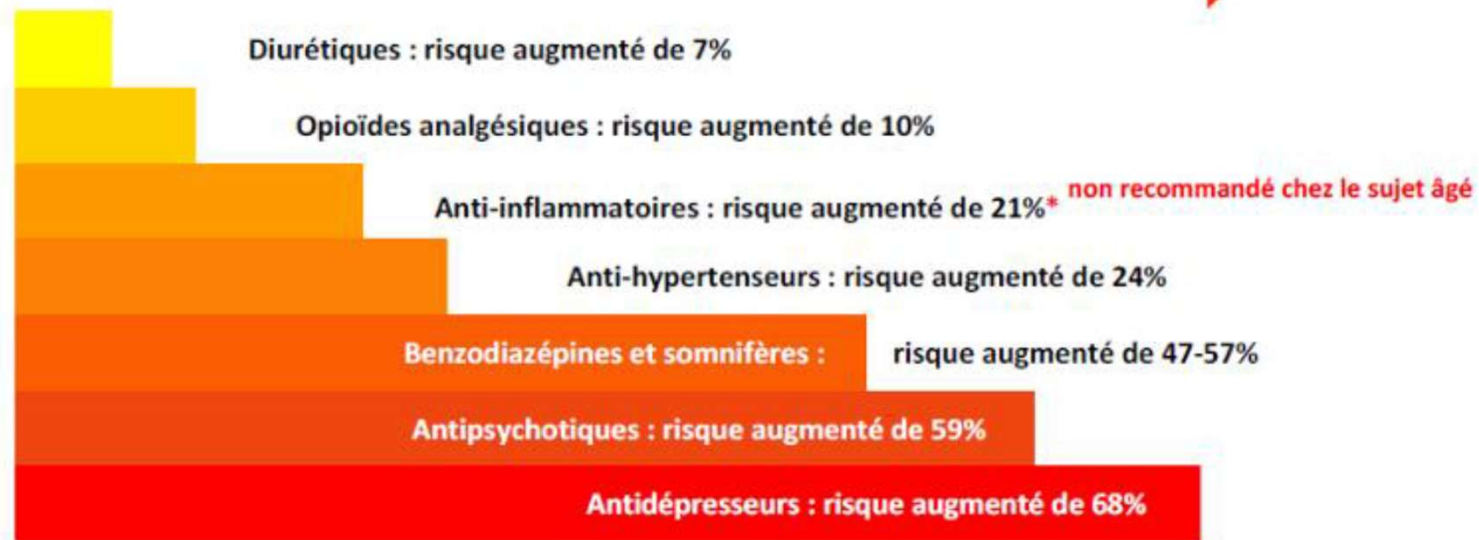 Diurétiques : risque augmenté de 7%
Opioïdes analgésiques : risque augmenté de 10%
Anti-inflammatoires : risque augmenté de 21%* non recommandé chez le sujet âgé
Anti-hypertenseurs : risque augmenté de 24%
Benzodiazépines et somnifères : risque augmenté de 47-57%
Antipsychotiques : risque augmenté de 59%
Antidépresseurs : risque augmenté de 68%